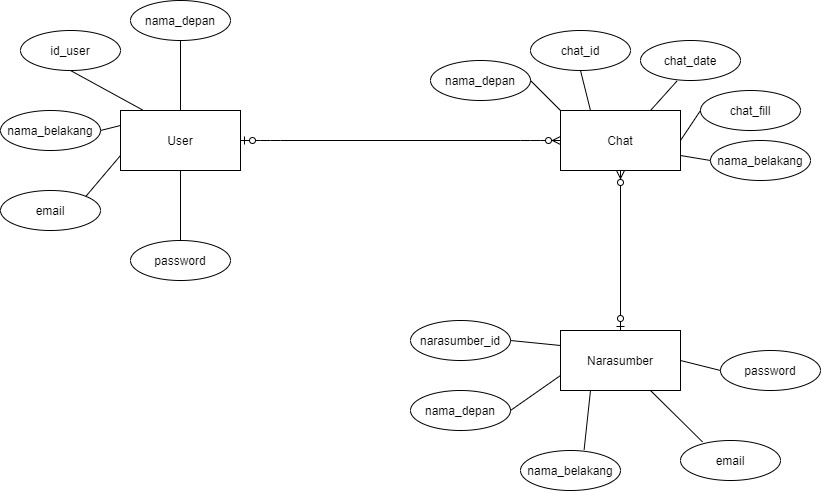 nama_depan
id_user
nama_belakang
User
email
password
chat_id
chat_date
nama_depan
chat_fill
Chat
nama_belakang
narasumber_id
Narasumber
password
nama_depan
email
nama_belakang